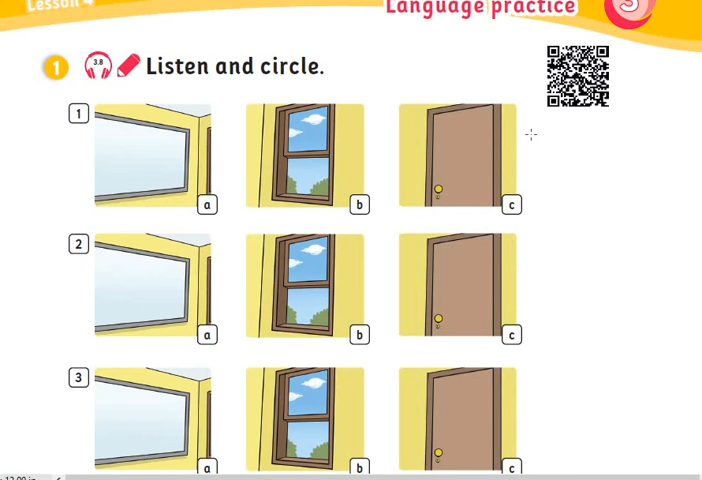 Lesson 4
Language practice
3
1
3.8
Listen and circle.
1
a
b
c
2
a
b
c
3
a
b
c